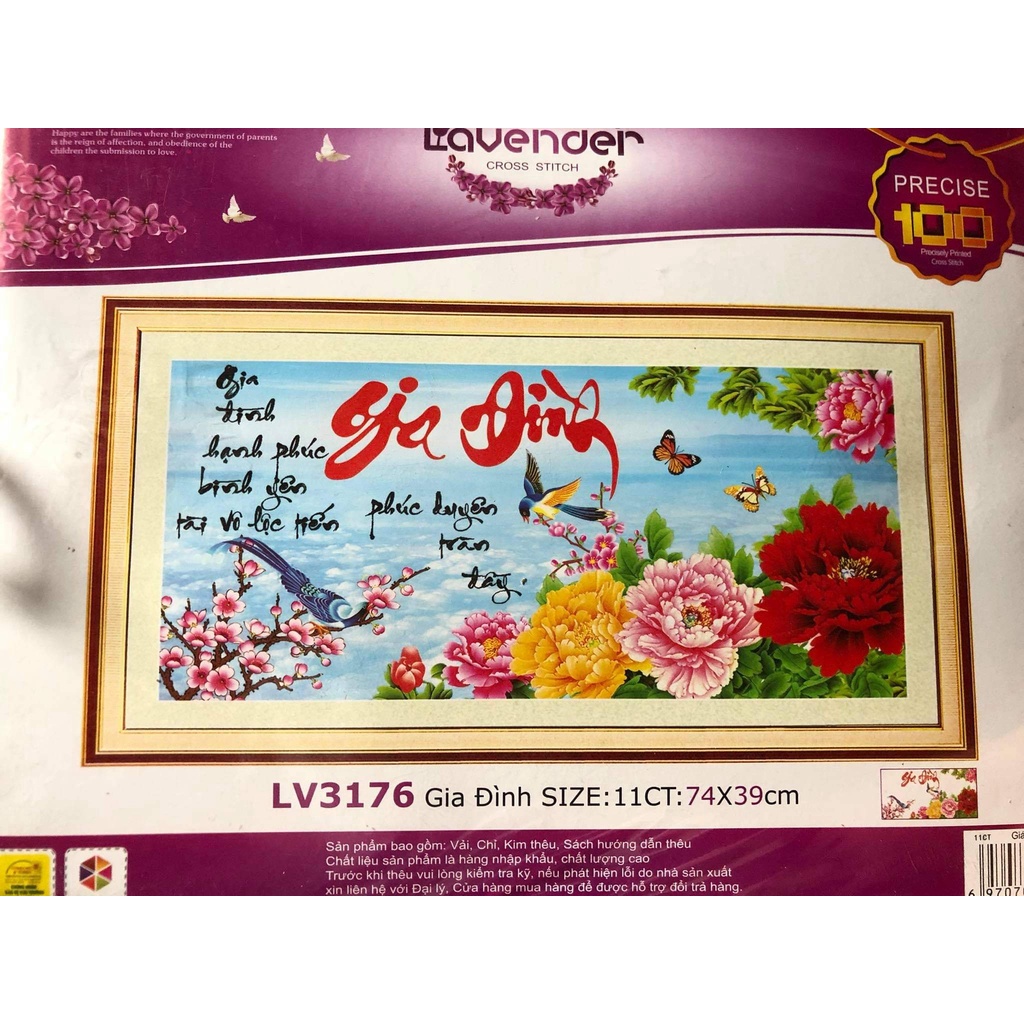 Happy are the families where the government of parents
is the reign of affection, and obedience of the
children the submission to love.
Lavender
CROSS STITCH
PRECISE
100
Precisely Printed
Cross Stitch
Gia Đình
gia
đình
hạnh phúc
bình yên
tài vô lộc tiến
phúc duyên
tràn
đầy.
LV3176 Gia Đình SIZE:11CT:74X39cm
Gia Đình
Sản phẩm bao gồm: Vải, Chỉ, Kim thêu, Sách hướng dẫn thêu
Chất liệu sản phẩm là hàng nhập khẩu, chất lượng cao
Trước khi thêu vui lòng kiểm tra kỹ, nếu phát hiện lỗi do nhà sản xuất
xin liên hệ với Đại lý, Cửa hàng mua hàng để được hỗ trợ đổi trả hàng.
11CT